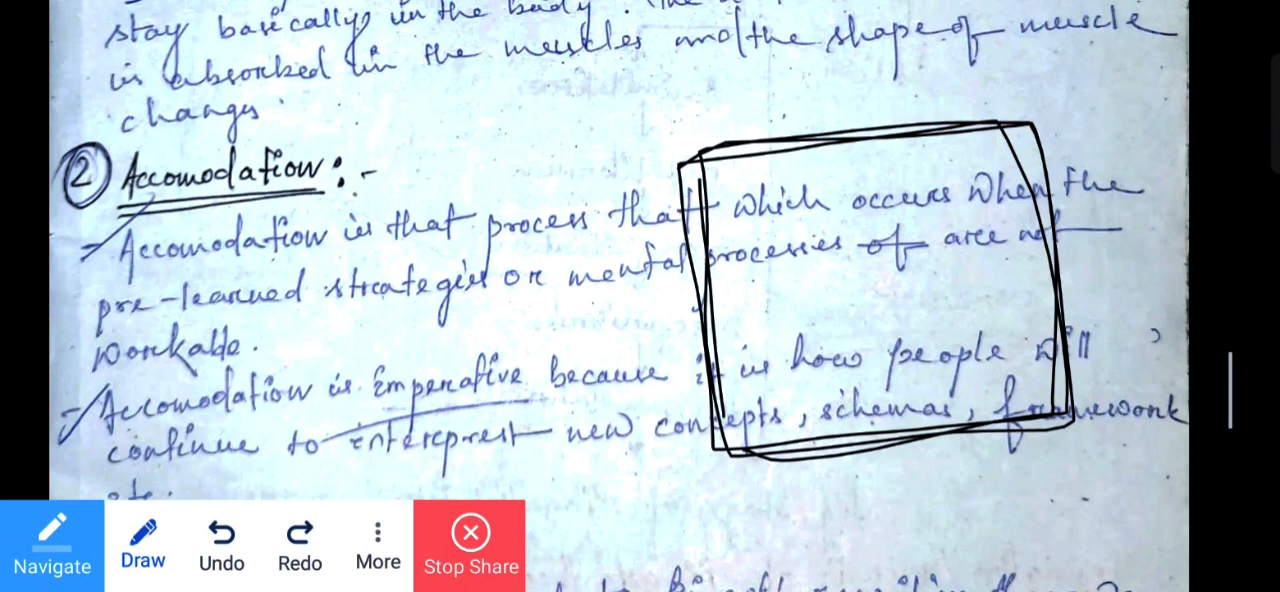 stay basically in the body.
is absorbed in the muscles and the shape of muscle
changes.
② Accomodation :-
- Accomodation is that process that which occurs when the
pre-learned strategies or mental processes of are not
workable.
- Accomodation is imperative because it is how people will
continue to interprest new concepts, schemas, framework
etc.
Navigate
Draw
Undo
Redo
More
Stop Share